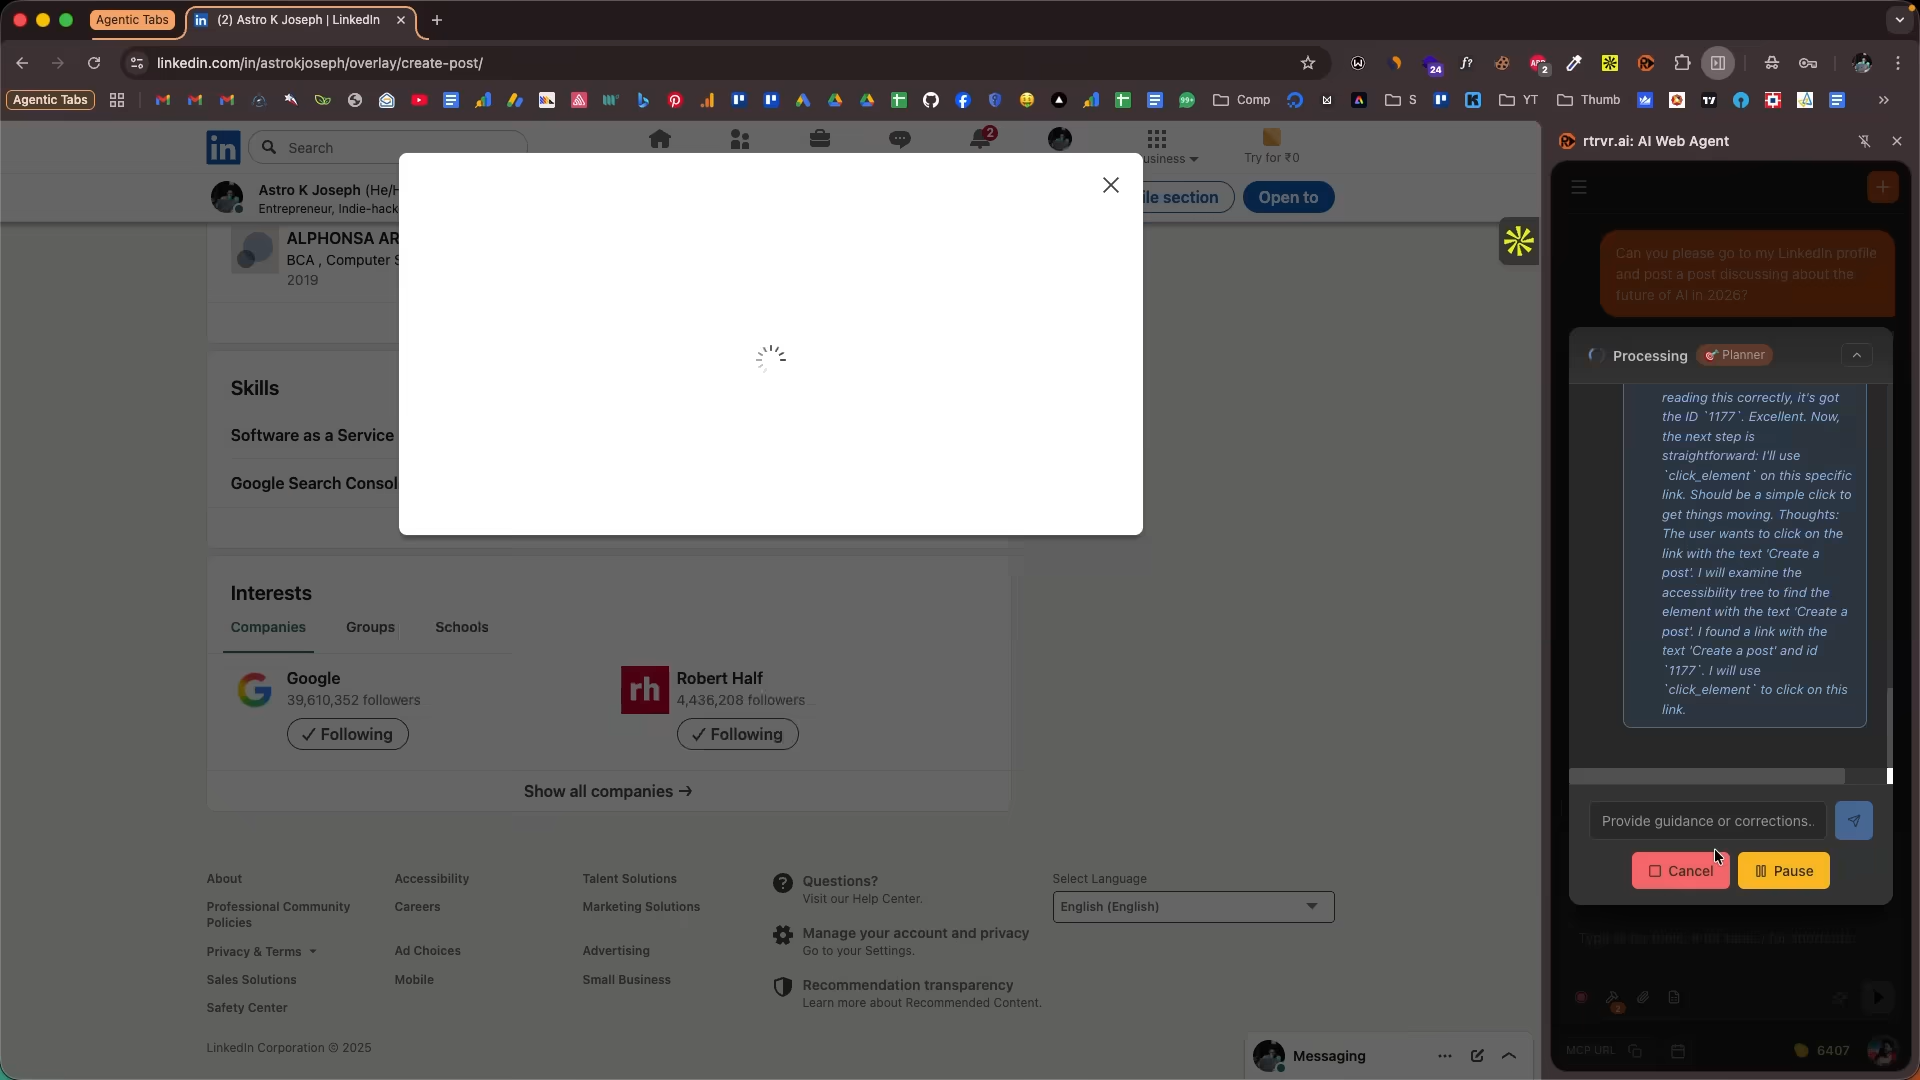 Agentic Tabs
(2) Astro K Joseph | LinkedIn
linkedin.com/in/astrokjoseph/overlay/create-post/
24
f?
2
Agentic Tabs
99+
Comp
S
YT
Thumb
Search
2
usiness
Try for ₹0
Astro K Joseph (He/H
Entrepreneur, Indie-hack
ile section
Open to
ALPHONSA AR
BCA , Computer S
2019
Skills
Software as a Service
Google Search Consol
Interests
Companies
Groups
Schools
Google
39,610,352 followers
Following
Robert Half
4,436,208 followers
Following
Show all companies →
About
Accessibility
Talent Solutions
Professional Community Policies
Careers
Marketing Solutions
Privacy & Terms
Ad Choices
Advertising
Sales Solutions
Mobile
Small Business
Safety Center
Questions?
Visit our Help Center.
Manage your account and privacy
Go to your Settings.
Recommendation transparency
Learn more about Recommended Content.
Select Language
English (English)
LinkedIn Corporation © 2025
Messaging
rtrvr.ai: AI Web Agent
Can you please go to my LinkedIn profile
and post a post discussing about the
future of AI in 2026?
Processing
Planner
reading this correctly, it's got
the ID `1177`. Excellent. Now,
the next step is
straightforward: I'll use
`click_element` on this specific
link. Should be a simple click to
get things moving. Thoughts:
The user wants to click on the
link with the text 'Create a
post'. I will examine the
accessibility tree to find the
element with the text 'Create a
post'. I found a link with the
text 'Create a post' and id
`1177`. I will use
`click_element` to click on this
link.
Provide guidance or corrections..
Cancel
Pause
2
MCP URL
6407